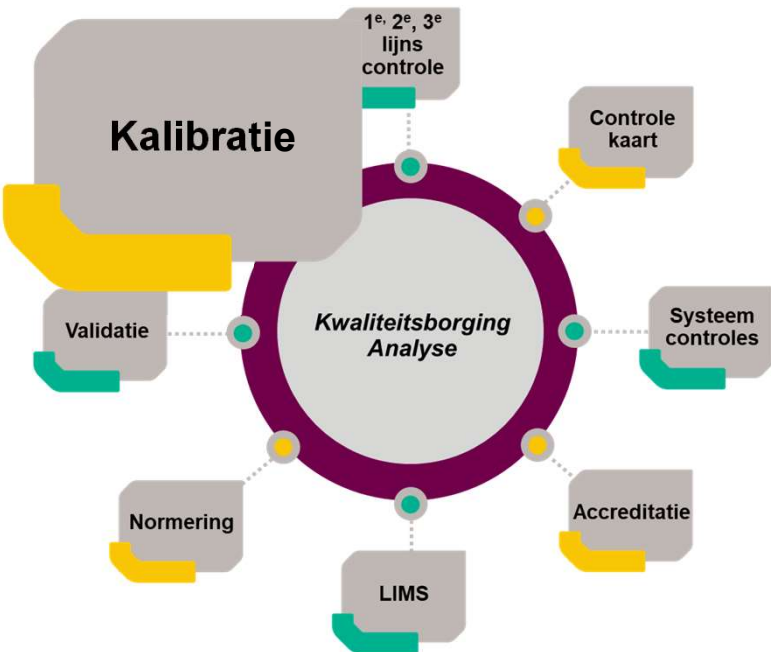 1e, 2e, 3e
lijns
controle
Kalibratie
Controle
kaart
Kwaliteitsborging
Analyse
Validatie
Systeem
controles
Normering
Accreditatie
LIMS